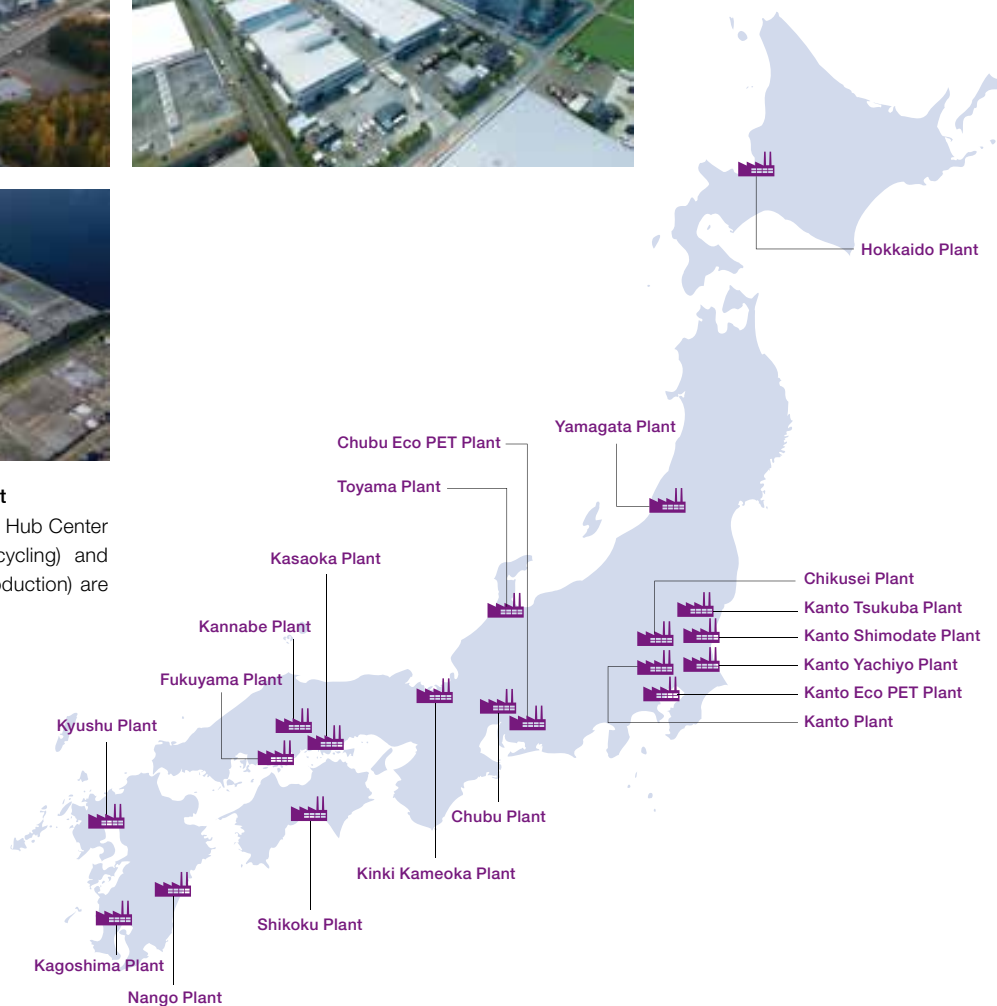 Hokkaido Plant
Yamagata Plant
Chubu Eco PET Plant
Toyama Plant
t
Hub Center
cycling) and
oduction) are
Kasaoka Plant
Chikusei Plant
Kanto Tsukuba Plant
Kannabe Plant
Kanto Shimodate Plant
Kanto Yachiyo Plant
Fukuyama Plant
Kanto Eco PET Plant
Kyushu Plant
Kanto Plant
Chubu Plant
Kinki Kameoka Plant
Shikoku Plant
Kagoshima Plant
Nango Plant